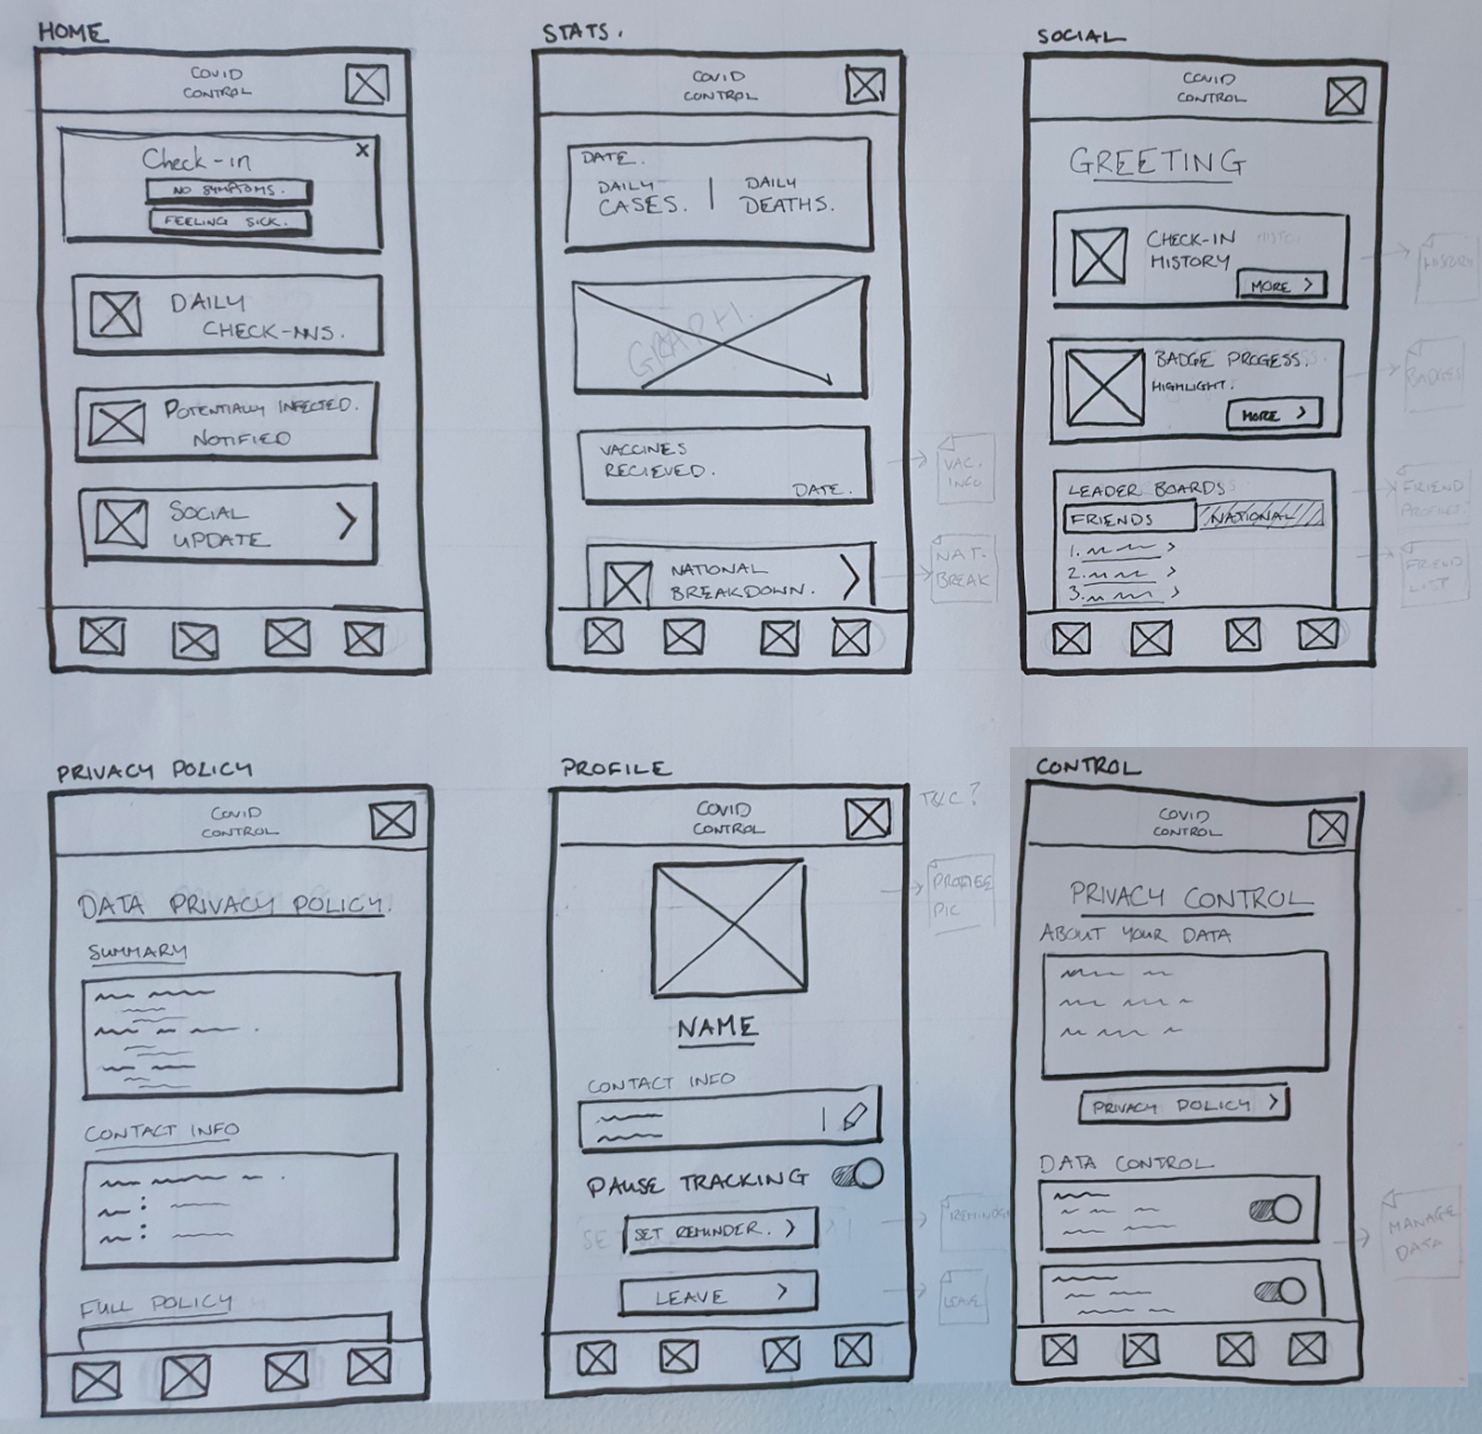 HOME
COVID
CONTROL
Check-in
X
NO SYMPTOMS.
FEELING SICK.
DAILY
CHECK-INNS.
POTENTIALLY INFECTED.
NOTIFIED
SOCIAL
UPDATE
STATS.
COVID
CONTROL
DATE.
DAILY
CASES.
DAILY
DEATHS.
GRAPH.
VACCINES
RECIEVED.
DATE.
NATIONAL
BREAKDOWN.
VAC.
INFO
NAT.
BREAK
SOCIAL
COVID
CONTROL
GREETING
CHECK-IN
HISTORY
MORE >
BADGE PROGESS.
HIGHLIGHT.
MORE >
LEADER BOARDS
FRIENDS
NATIONAL
1.
2.
3.
HISTORY
BADGES
FRIEND
PROFILES.
FRIEND
LIST
PRIVACY POLICY
COVID
CONTROL
DATA PRIVACY POLICY.
SUMMARY
CONTACT INFO
FULL POLICY
PROFILE
COVID
CONTROL
NAME
CONTACT INFO
PAUSE TRACKING
SET REMINDER. >
LEAVE >
T&C?
PROFILE
PIC
REMINDER
LEAVE
CONTROL
COVID
CONTROL
PRIVACY CONTROL
ABOUT YOUR DATA
PRIVACY POLICY >
DATA CONTROL
MANAGE
DATA